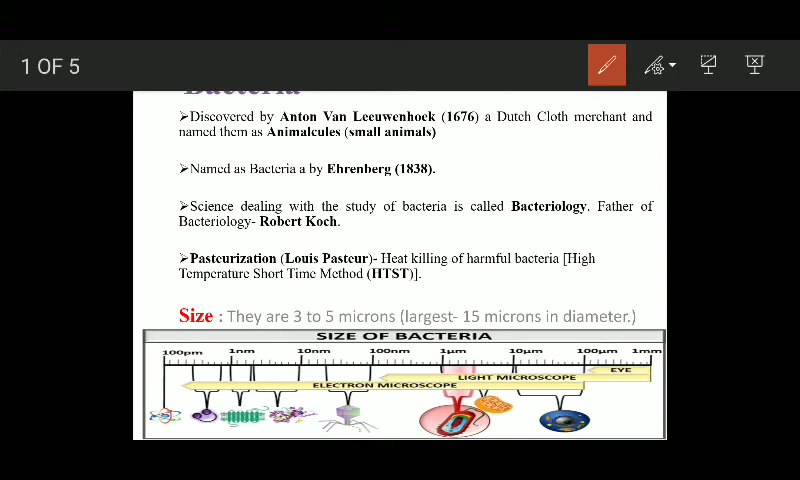 1 OF 5
Bacteria
➢Discovered by Anton Van Leeuwenhoek (1676) a Dutch Cloth merchant and
named them as Animalcules (small animals)
➢Named as Bacteria a by Ehrenberg (1838).
➢Science dealing with the study of bacteria is called Bacteriology. Father of
Bacteriology- Robert Koch.
➢Pasteurization (Louis Pasteur)- Heat killing of harmful bacteria [High
Temperature Short Time Method (HTST)].
Size : They are 3 to 5 microns (largest- 15 microns in diameter.)
SIZE OF BACTERIA
100pm 1nm 10nm 100nm 1μm 10μm 100μm 1mm
EYE
LIGHT MICROSCOPE
ELECTRON MICROSCOPE